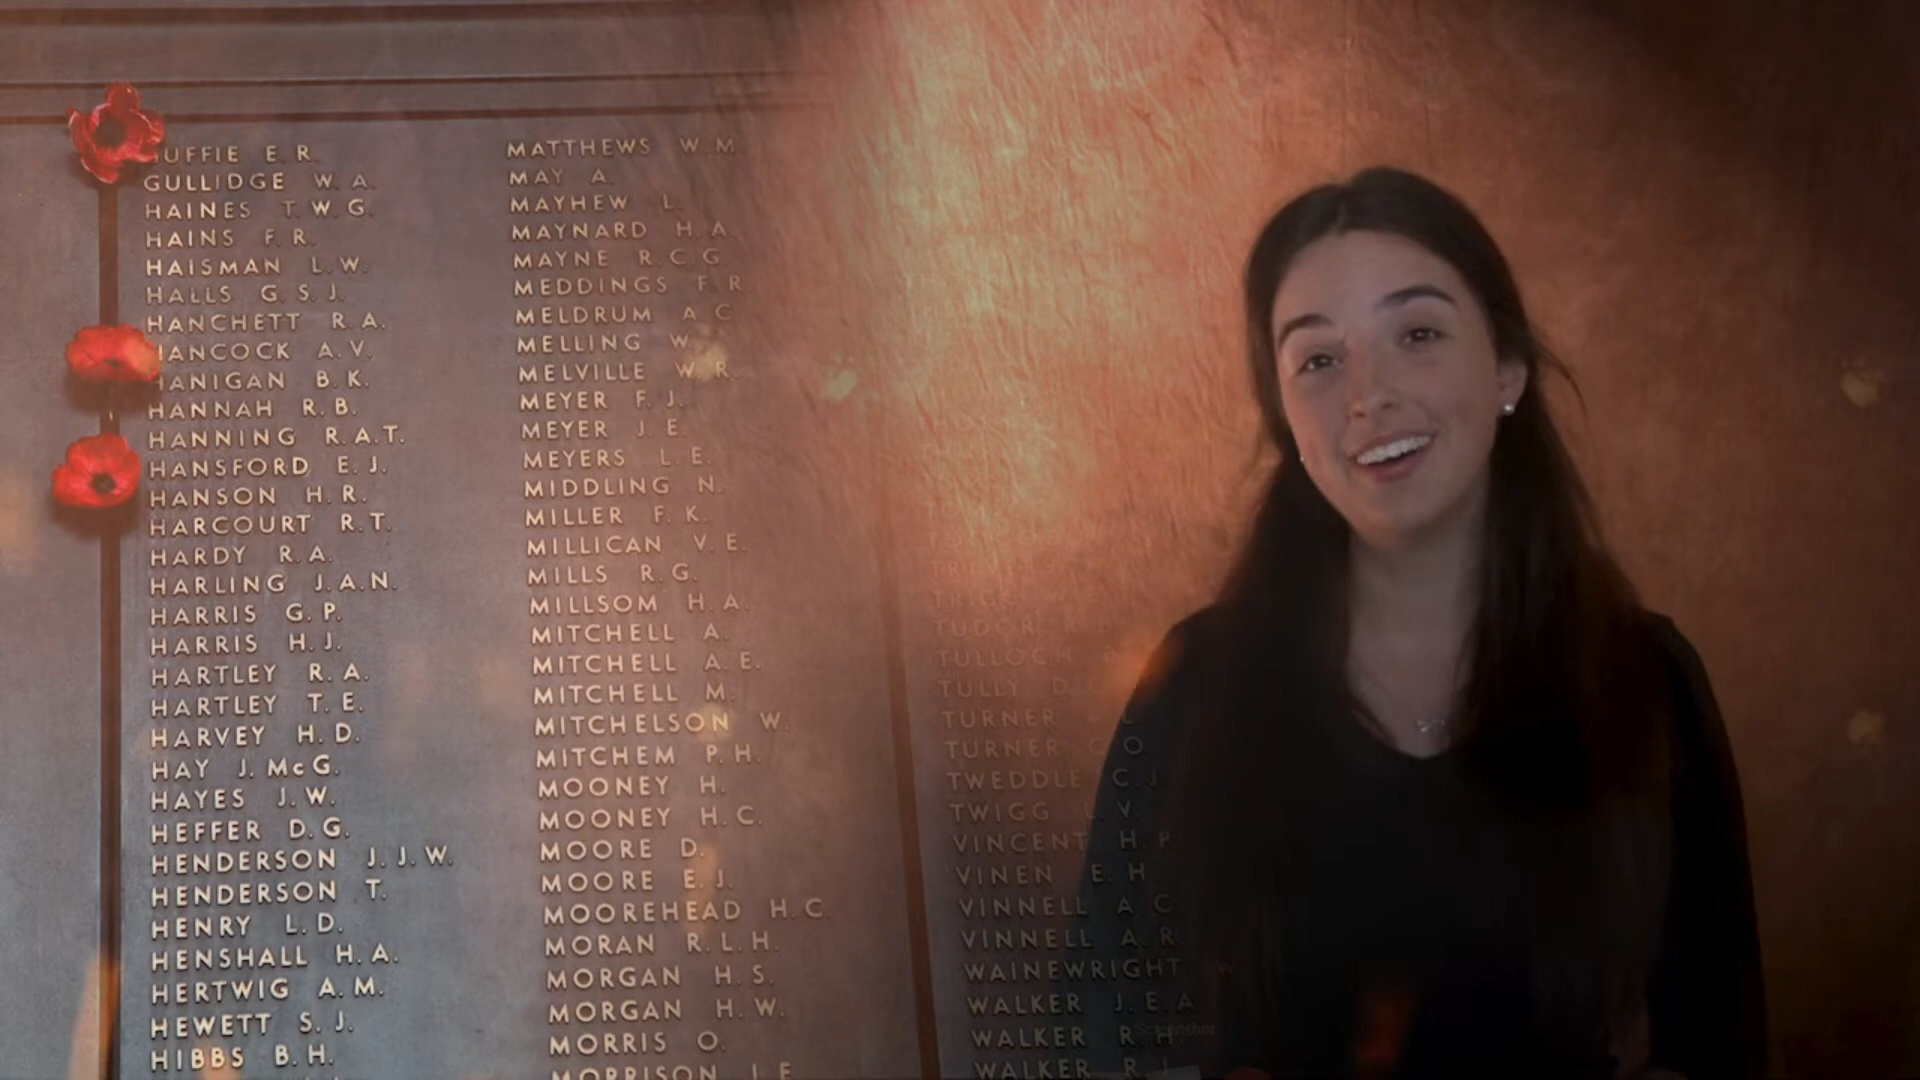 UFFIE E. R.
GULLIDGE W. A.
HAINES T. W. G.
HAINS F. R.
HAISMAN L. W.
HALLS G. S. J.
HANCHETT R. A.
ANCOCK A. V.
HANIGAN B. K.
HANNAH R. B.
HANNING R. A. T.
HANSFORD E. J.
HANSON H. R.
HARCOURT R. T.
HARDY R. A.
HARLING J. A. N.
HARRIS G. P.
HARRIS H. J.
HARTLEY R. A.
HARTLEY T. E.
HARVEY H. D.
HAY J. McG.
HAYES J. W.
HEFFER D. G.
HENDERSON J. J. W.
HENDERSON T.
HENRY L. D.
HENSHALL H. A.
HERTWIG A. M.
HEWETT S. J.
HIBBS B. H.
MATTHEWS W. M
MAY A.
MAYHEW L.
MAYNARD H. A.
MAYNE R. C. G
MEDDINGS F. R
MELDRUM A. C
MELLING W.
MELVILLE W. R.
MEYER F. J.
MEYER J. E.
MEYERS L. E.
MIDDLING N.
MILLER F. K.
MILLICAN V. E.
MILLS R. G.
MILLSOM H. A.
MITCHELL A.
MITCHELL A. E.
MITCHELL M.
MITCHELSON W.
MITCHEM P. H.
MOONEY H.
MOONEY H. C.
MOORE D.
MOORE E. J.
MOOREHEAD H. C.
MORAN R. L. H.
MORGAN H. S.
MORGAN H. W.
MORRIS O.
MORRISON J. E
TUDOR
TULLOCH
TULLY D.
TURNER
TURNER C. O
TWEDDLE C. J.
TWIGG L. V.
VINCENT H. P
VINEN E. H
VINNELL A. C
VINNELL A. R
WAINEWRIGHT W
WALKER J. E. A
WALKER R. H.
WALKER R. J.
Screenshot